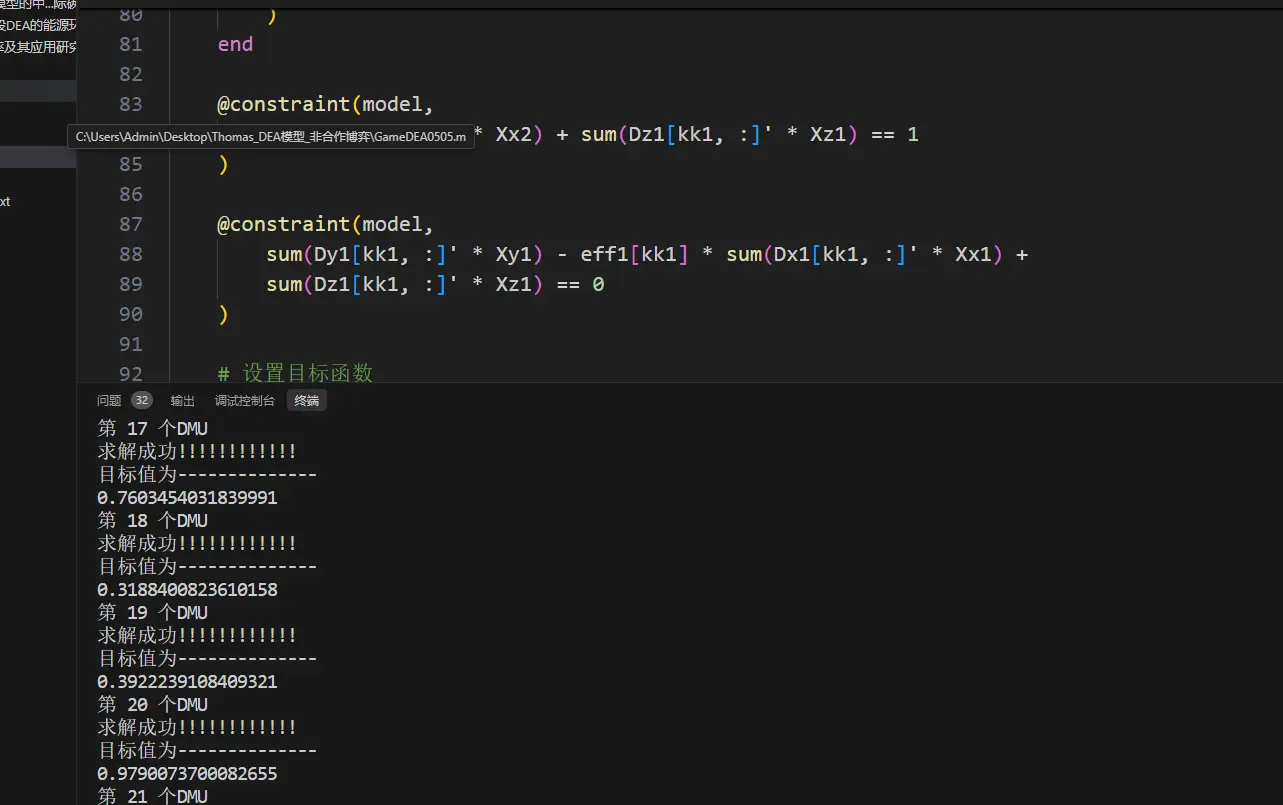 模型的中...际碳
设DEA的能源环
率及其应用研究
xt
80 )
81 end
82
83 @constraint(model,
C:\Users\Admin\Desktop\Thomas_DEA模型_非合作博弈\GameDEA0505.m
* Xx2) + sum(Dz1[kk1, :]' * Xz1) == 1
85 )
86
87 @constraint(model,
88 sum(Dy1[kk1, :]' * Xy1) - eff1[kk1] * sum(Dx1[kk1, :]' * Xx1) +
89 sum(Dz1[kk1, :]' * Xz1) == 0
90 )
91
92 # 设置目标函数
问题 32 输出 调试控制台 终端
第 17 个DMU
求解成功!!!!!!!!!!!!
目标值为--------------
0.7603454031839991
第 18 个DMU
求解成功!!!!!!!!!!!!
目标值为--------------
0.3188400823610158
第 19 个DMU
求解成功!!!!!!!!!!!!
目标值为--------------
0.3922239108409321
第 20 个DMU
求解成功!!!!!!!!!!!!
目标值为--------------
0.9790073700082655
第 21 个DMU